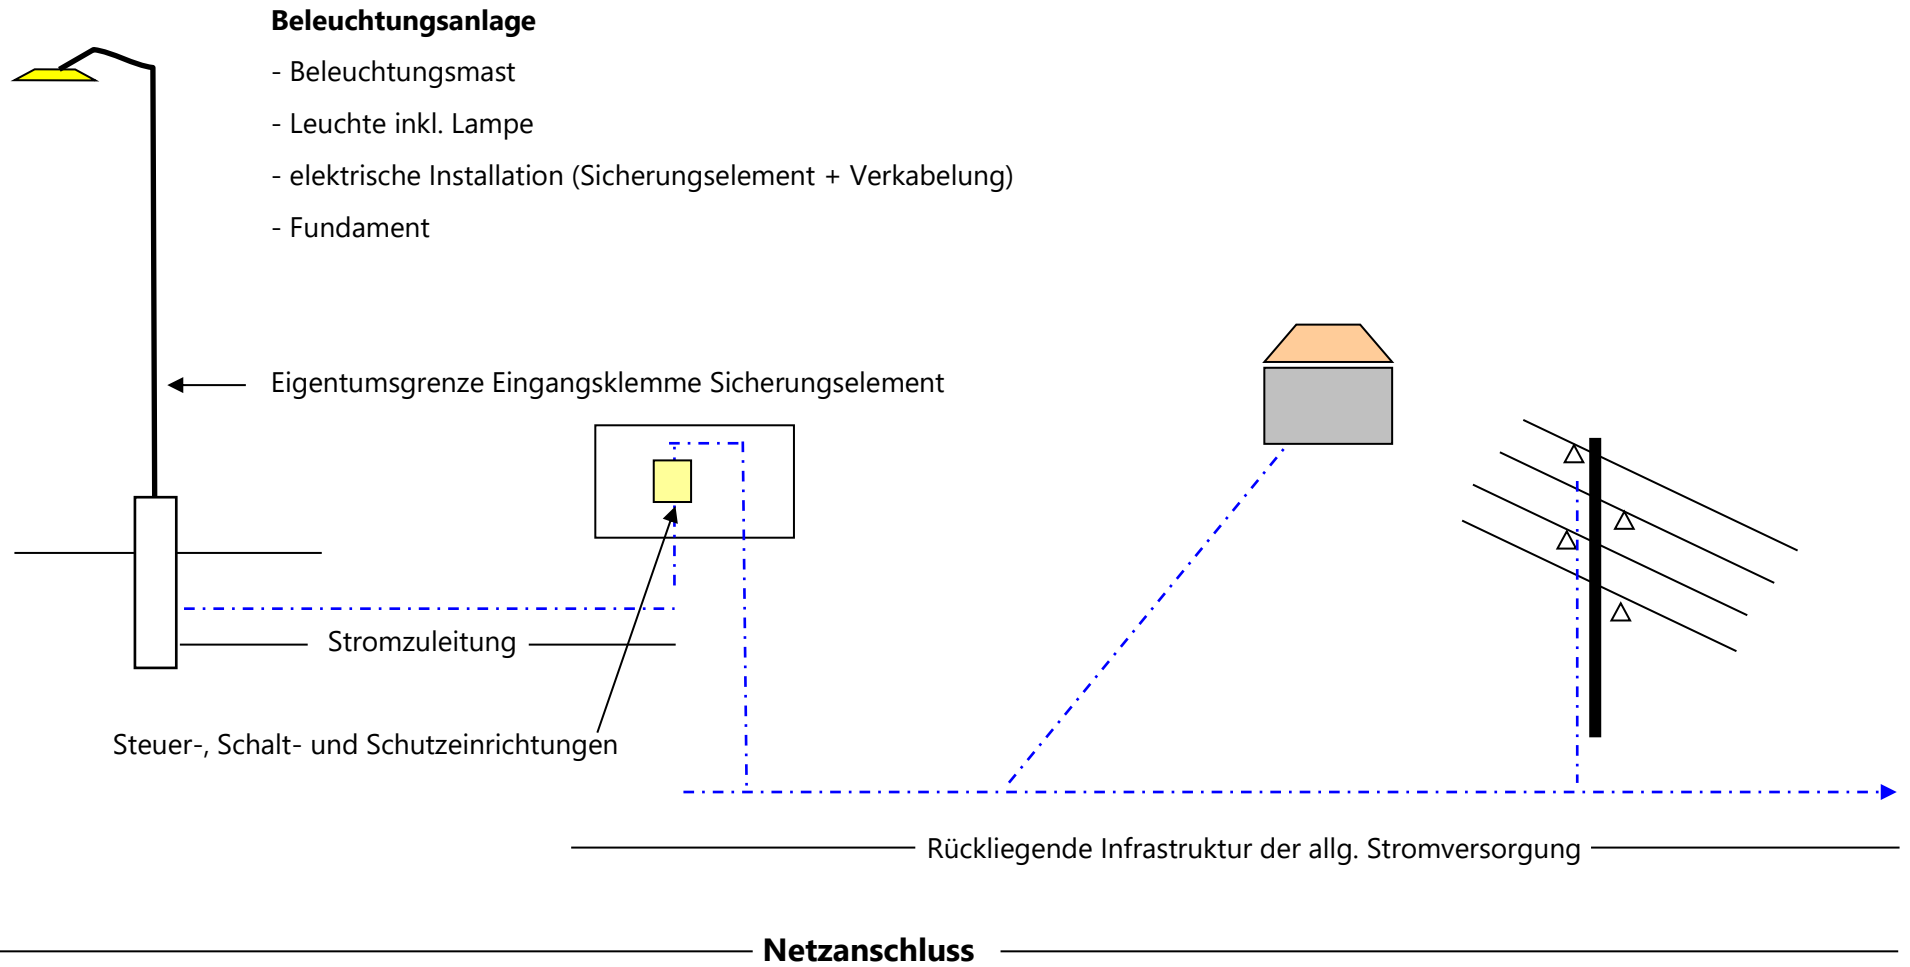 Beleuchtungsanlage
- Beleuchtungsmast
- Leuchte inkl. Lampe
- elektrische Installation (Sicherungselement + Verkabelung)
- Fundament
Eigentumsgrenze Eingangsklemme Sicherungselement
Stromzuleitung
Steuer-, Schalt- und Schutzeinrichtungen
Rückliegende Infrastruktur der allg. Stromversorgung
Netzanschluss